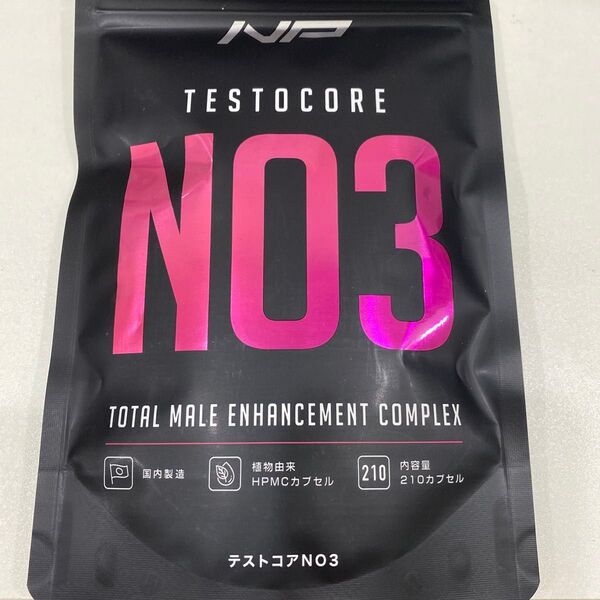 NP
TESTOCORE
NO3
TOTAL MALE ENHANCEMENT COMPLEX
国内製造
植物由来
HPMCカプセル
210
内容量
210カプセル
テストコアNO3